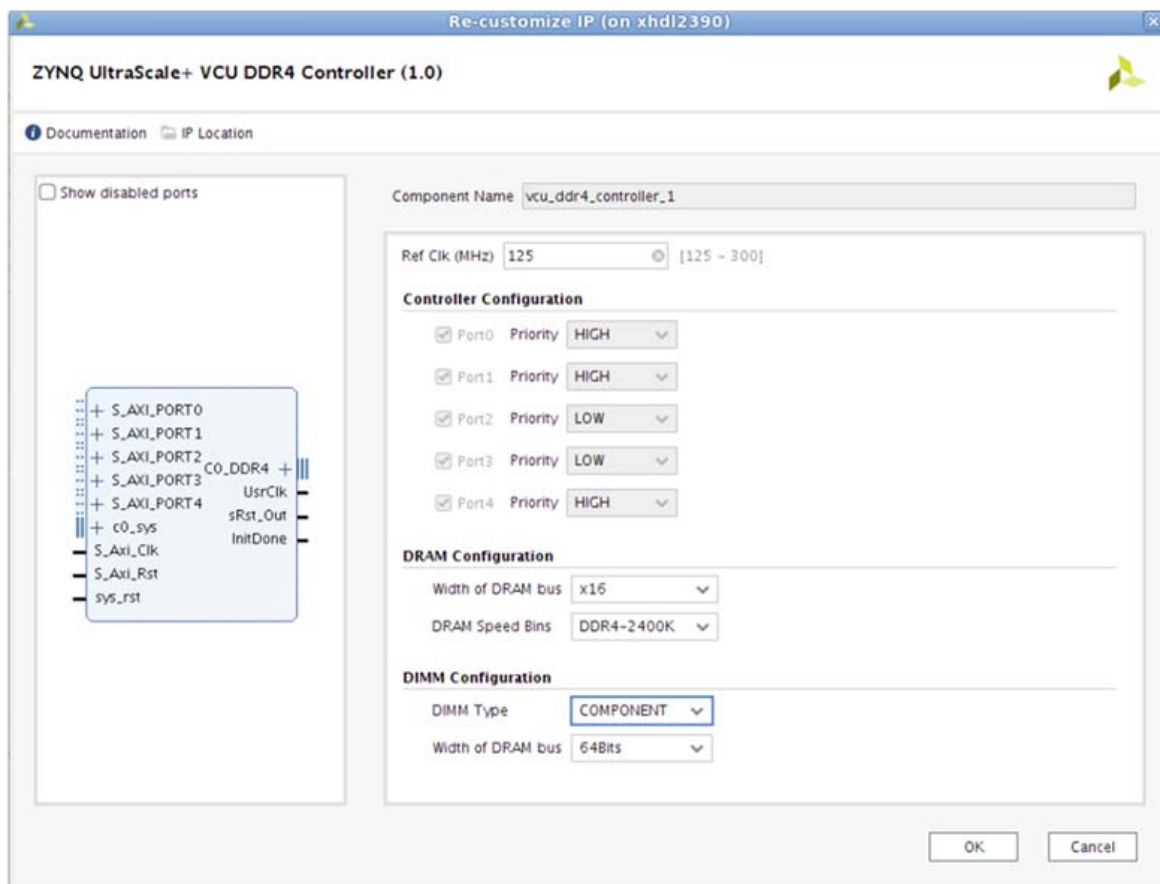 Re-customize IP (on xhdl2390)
ZYNQ UltraScale+ VCU DDR4 Controller (1.0)
Documentation IP Location
Show disabled ports
S_AXI_PORT0
S_AXI_PORT1
S_AXI_PORT2
S_AXI_PORT3
S_AXI_PORT4
c0_sys
S_Axi_Clk
S_Axi_Rst
sys_rst
C0_DDR4
UsrClk
sRst_Out
InitDone
Component Name vcu_ddr4_controller_1
Ref Clk (MHz) 125 [125 - 300]
Controller Configuration
Port0 Priority HIGH
Port1 Priority HIGH
Port2 Priority LOW
Port3 Priority LOW
Port4 Priority HIGH
DRAM Configuration
Width of DRAM bus x16
DRAM Speed Bins DDR4-2400K
DIMM Configuration
DIMM Type COMPONENT
Width of DRAM bus 64Bits
OK Cancel